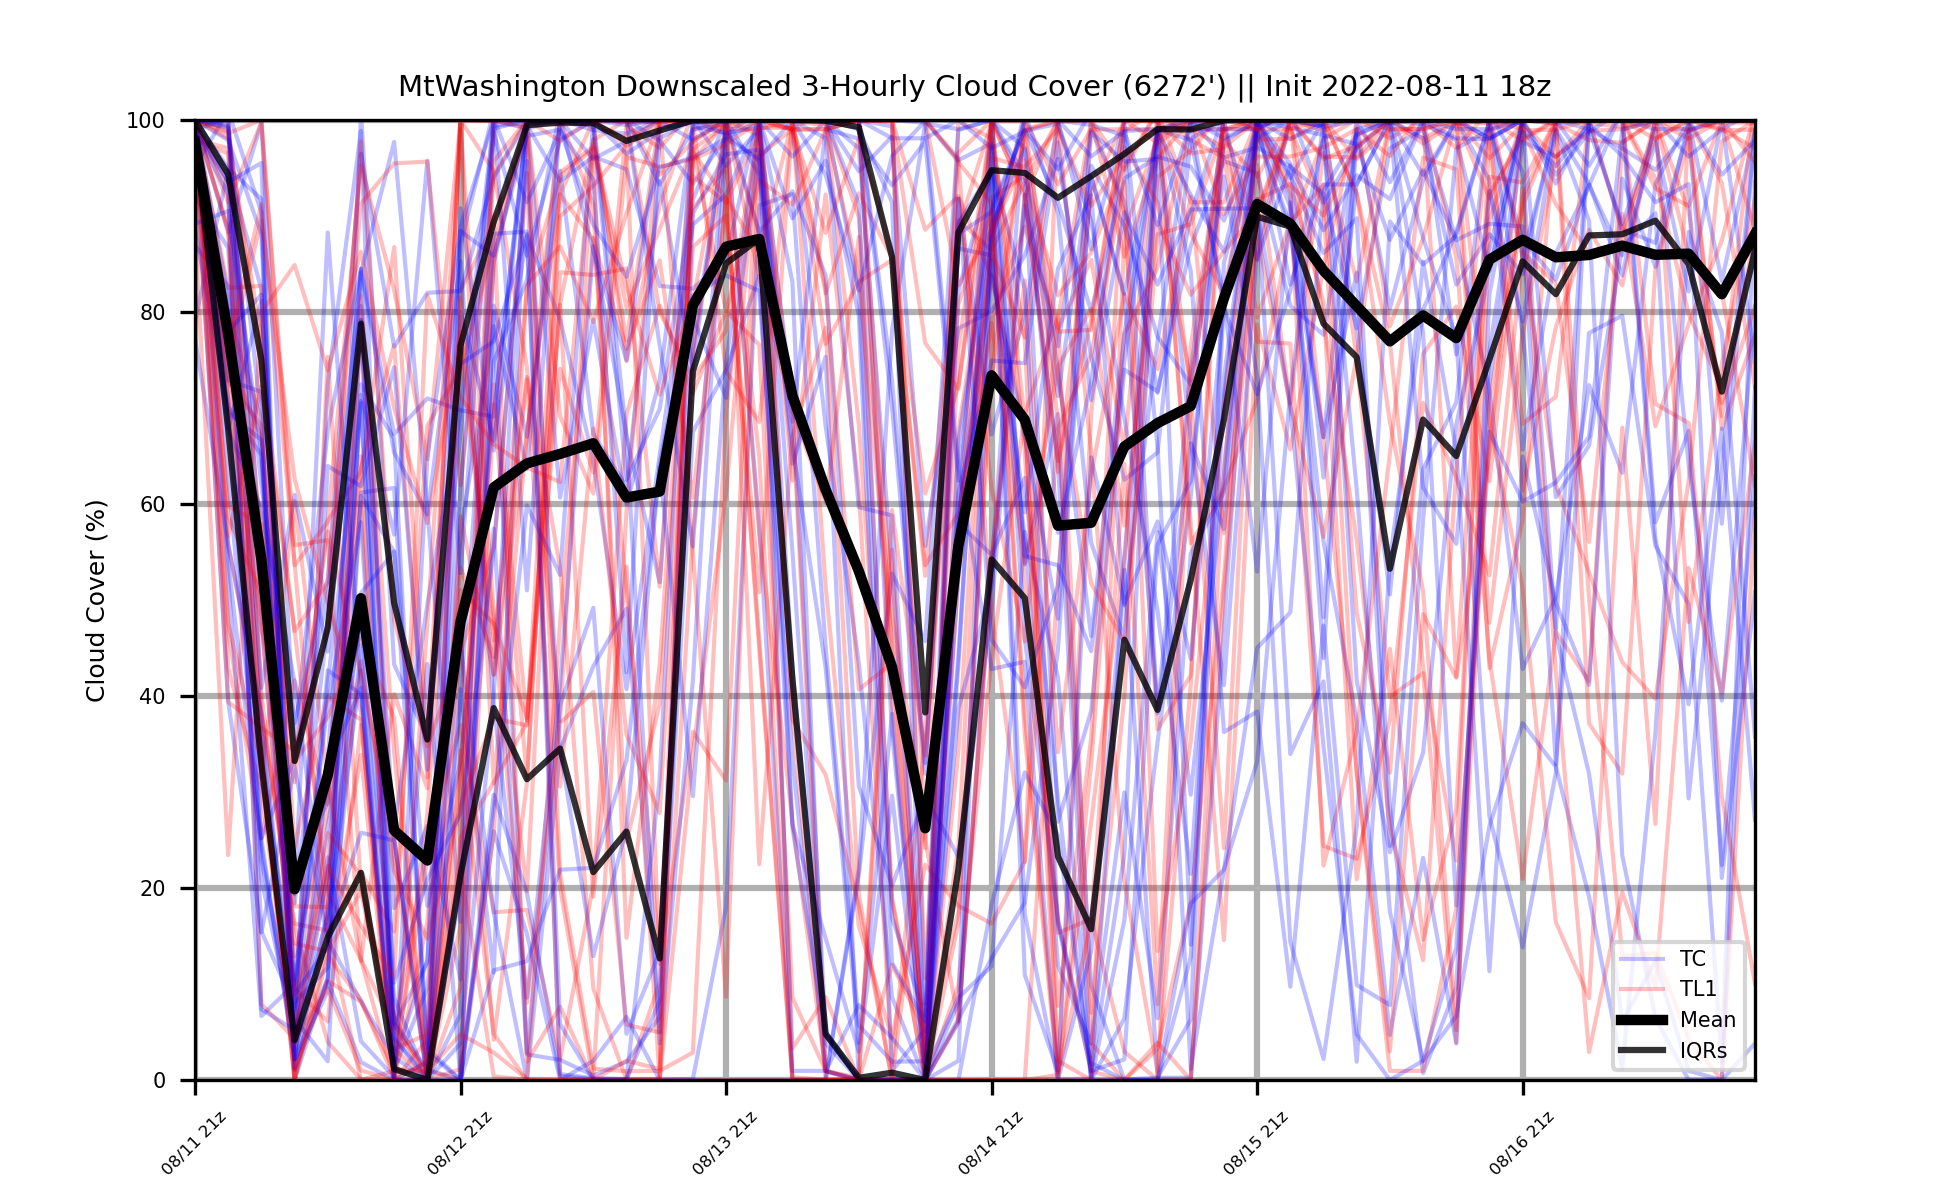 MtWashington Downscaled 3-Hourly Cloud Cover (6272') || Init 2022-08-11 18z
Cloud Cover (%)
100
80
60
40
20
0
08/11 21z
08/12 21z
08/13 21z
08/14 21z
08/15 21z
08/16 21z
TC
TL1
Mean
IQRs